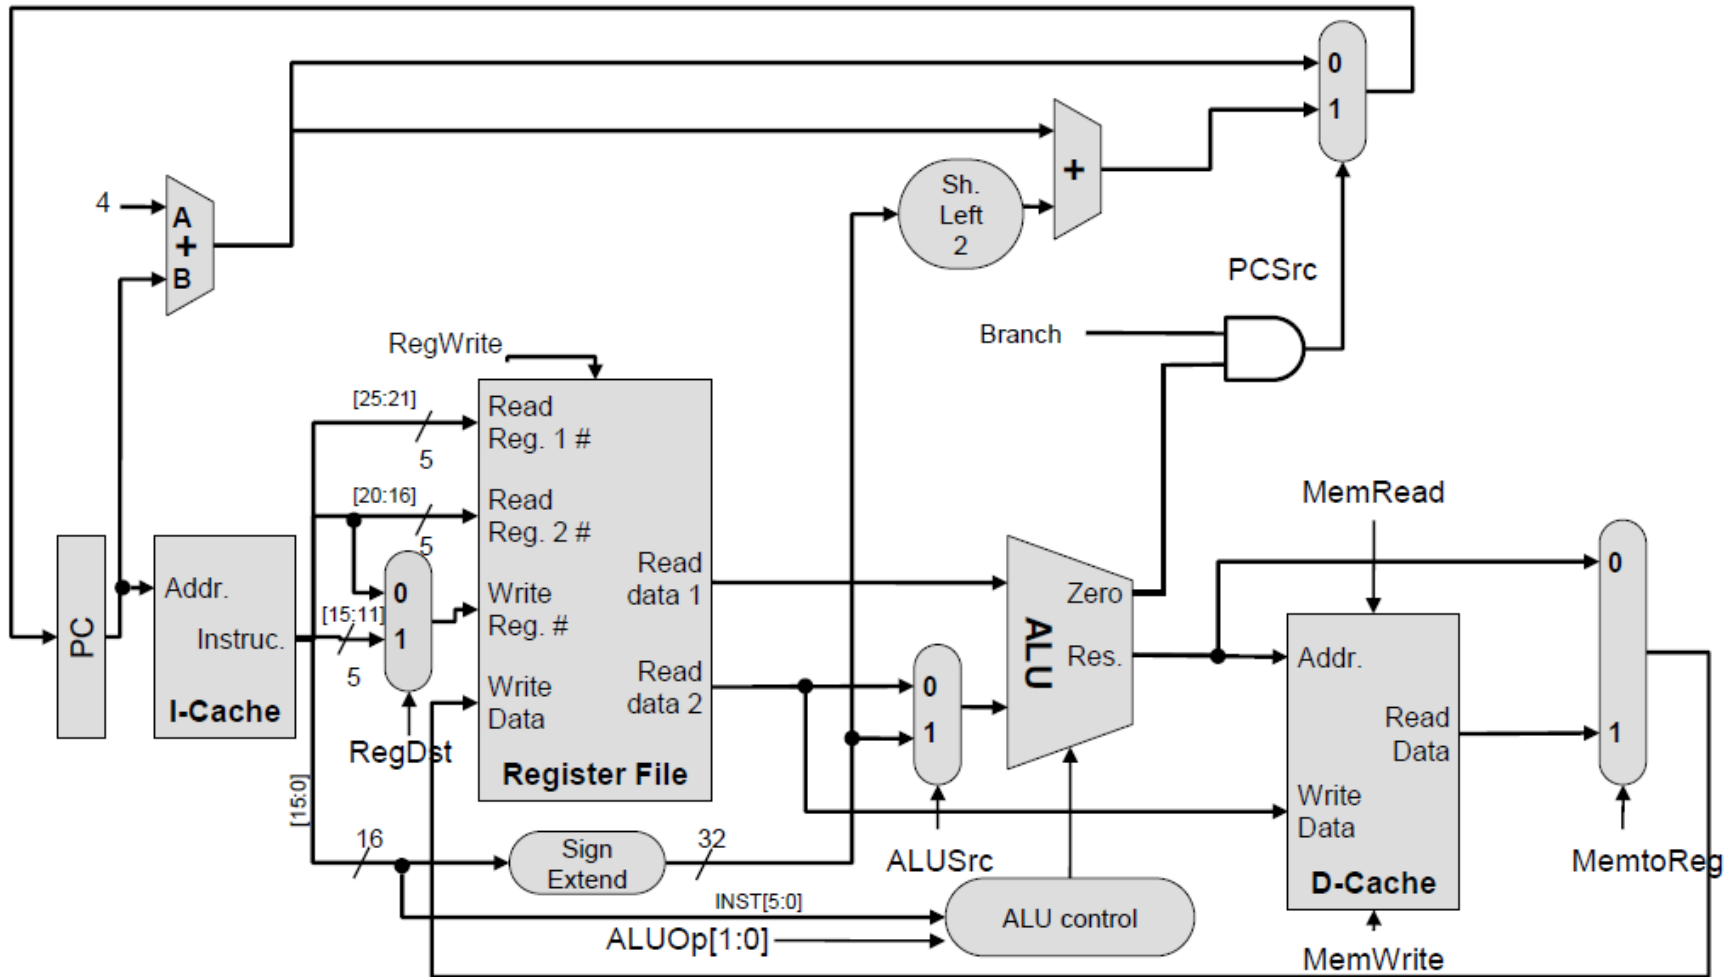 0
1
+
Sh.
Left
2
4
A
+
B
PCSrc
Branch
RegWrite
[25:21]
5
Read
Reg. 1 #
[20:16]
5
Read
Reg. 2 #
MemRead
PC
Addr.
Instruc.
I-Cache
[15:11]
5
0
1
RegDst
Write
Reg. #
Read
data 1
Write
Data
Read
data 2
Register File
0
1
ALUSrc
Zero
ALU
Res.
Addr.
Read
Data
Write
Data
D-Cache
MemWrite
0
1
MemtoReg
[15:0]
16
Sign
Extend
32
INST[5:0]
ALUOp[1:0]
ALU control